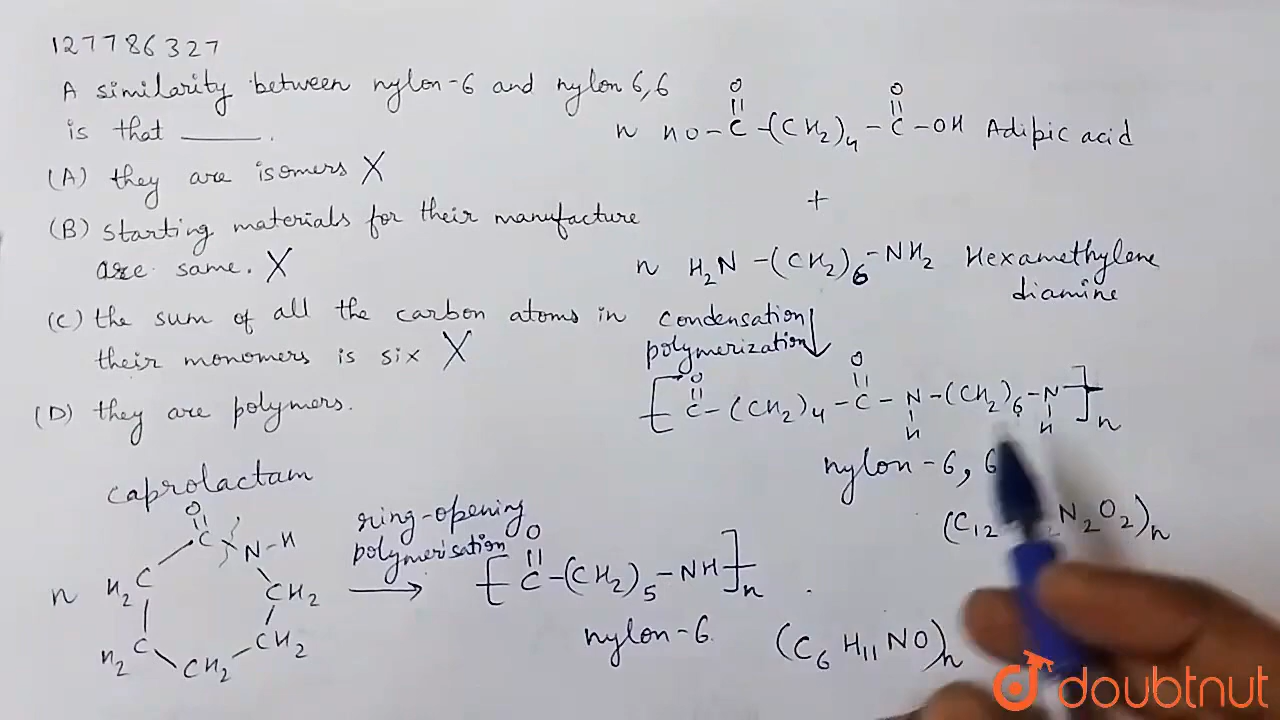 127786327
A similarity between nylon-6 and nylon 6,6
is that ______.
(A) they are isomers X
(B) starting materials for their manufacture
are same. X
(C) the sum of all the carbon atoms in
their monomers is six X
(D) they are polymers.
O O
|| ||
n HO-C-(CH2)4-C-OH Adipic acid
+
n H2N-(CH2)6-NH2 Hexamethylene
diamine
condensation
polymerization
O O
|| ||
[C-(CH2)4-C-N-(CH2)6-N]n
H H
nylon-6,6
(C12 N2O2)n
caprolactam
O
||
C N-H
n H2C CH2
H2C CH2
CH2
ring-opening
polymerisation
O
||
[C-(CH2)5-NH]n
nylon-6
(C6H11NO)n
doubtnut